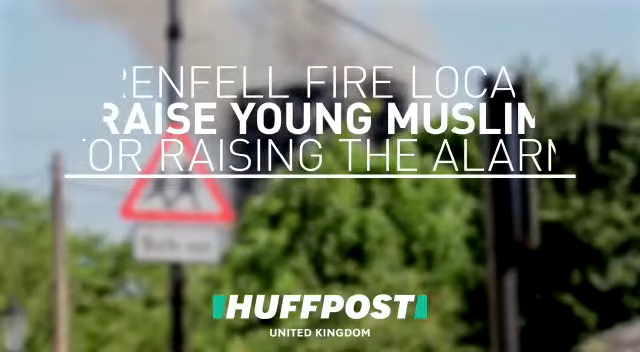 RENFELL FIRE LOCA
RAISE YOUNG MUSLIM
OR RAISING THE ALARM
HUFFPOST
UNITED KINGDOM